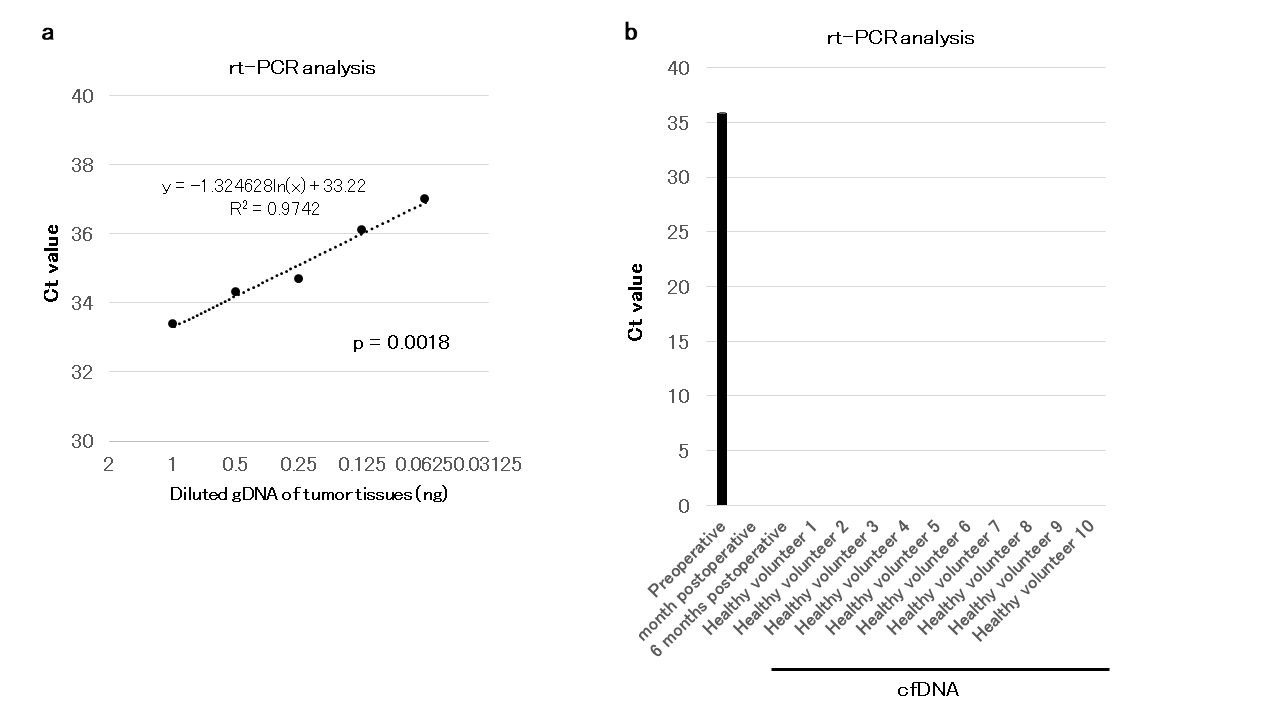 a
rt-PCR analysis
40
38
36
34
32
30
y = -1.324628ln(x) + 33.22
R² = 0.9742
p = 0.0018
Ct value
2 1 0.5 0.25 0.125 0.0625 0.03125
Diluted gDNA of tumor tissues (ng)
b
rt-PCR analysis
40
35
30
25
20
15
10
5
0
Ct value
Preoperative
month postoperative
6 months postoperative
Healthy volunteer 1
Healthy volunteer 2
Healthy volunteer 3
Healthy volunteer 4
Healthy volunteer 5
Healthy volunteer 6
Healthy volunteer 7
Healthy volunteer 8
Healthy volunteer 9
Healthy volunteer 10
cfDNA